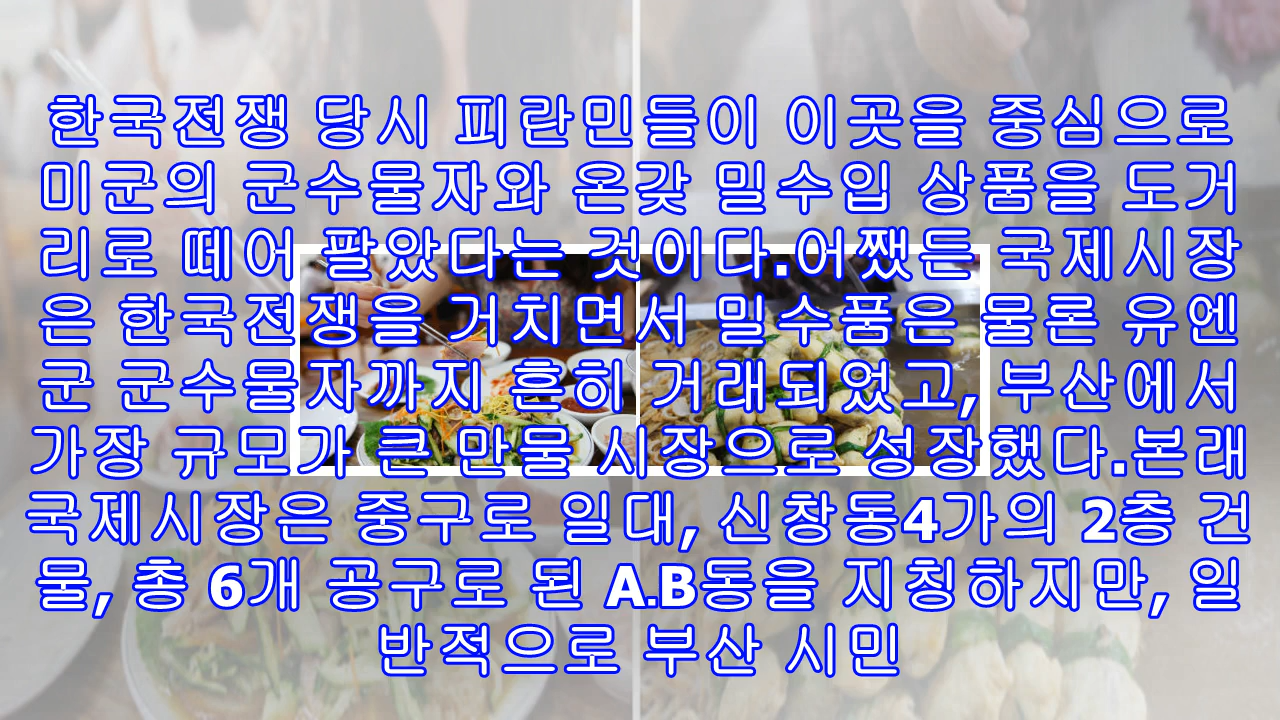 한국전쟁 당시 피란민들이 이곳을 중심으로
미군의 군수물자와 온갖 밀수입 상품을 도거
리로 떼어 팔았다는 것이다.어쨌든 국제시장
은 한국전쟁을 거치면서 밀수품은 물론 유엔
군 군수물자까지 흔히 거래되었고, 부산에서
가장 규모가 큰 만물 시장으로 성장했다.본래
국제시장은 중구로 일대, 신창동4가의 2층 건
물, 총 6개 공구로 된 A.B동을 지칭하지만, 일
반적으로 부산 시민